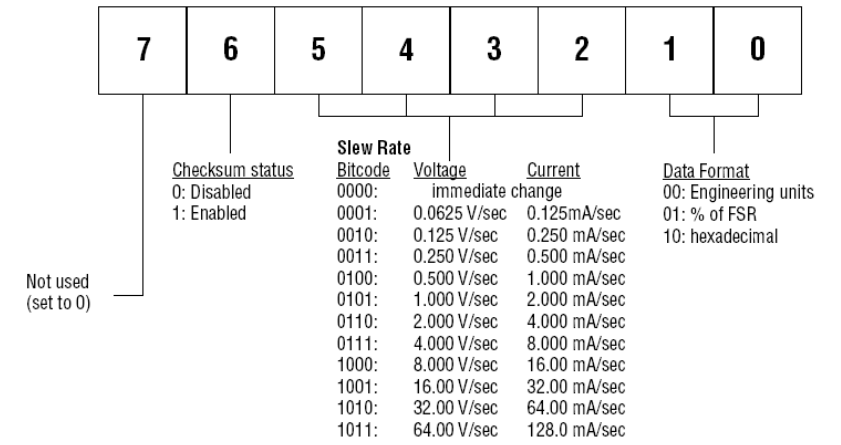 7 6 5 4 3 2 1 0
Checksum status
0: Disabled
1: Enabled
Not used
(set to 0)
Slew Rate
Bitcode Voltage Current
0000: immediate change
0001: 0.0625 V/sec 0.125mA/sec
0010: 0.125 V/sec 0.250 mA/sec
0011: 0.250 V/sec 0.500 mA/sec
0100: 0.500 V/sec 1.000 mA/sec
0101: 1.000 V/sec 2.000 mA/sec
0110: 2.000 V/sec 4.000 mA/sec
0111: 4.000 V/sec 8.000 mA/sec
1000: 8.000 V/sec 16.00 mA/sec
1001: 16.00 V/sec 32.00 mA/sec
1010: 32.00 V/sec 64.00 mA/sec
1011: 64.00 V/sec 128.0 mA/sec
Data Format
00: Engineering units
01: % of FSR
10: hexadecimal